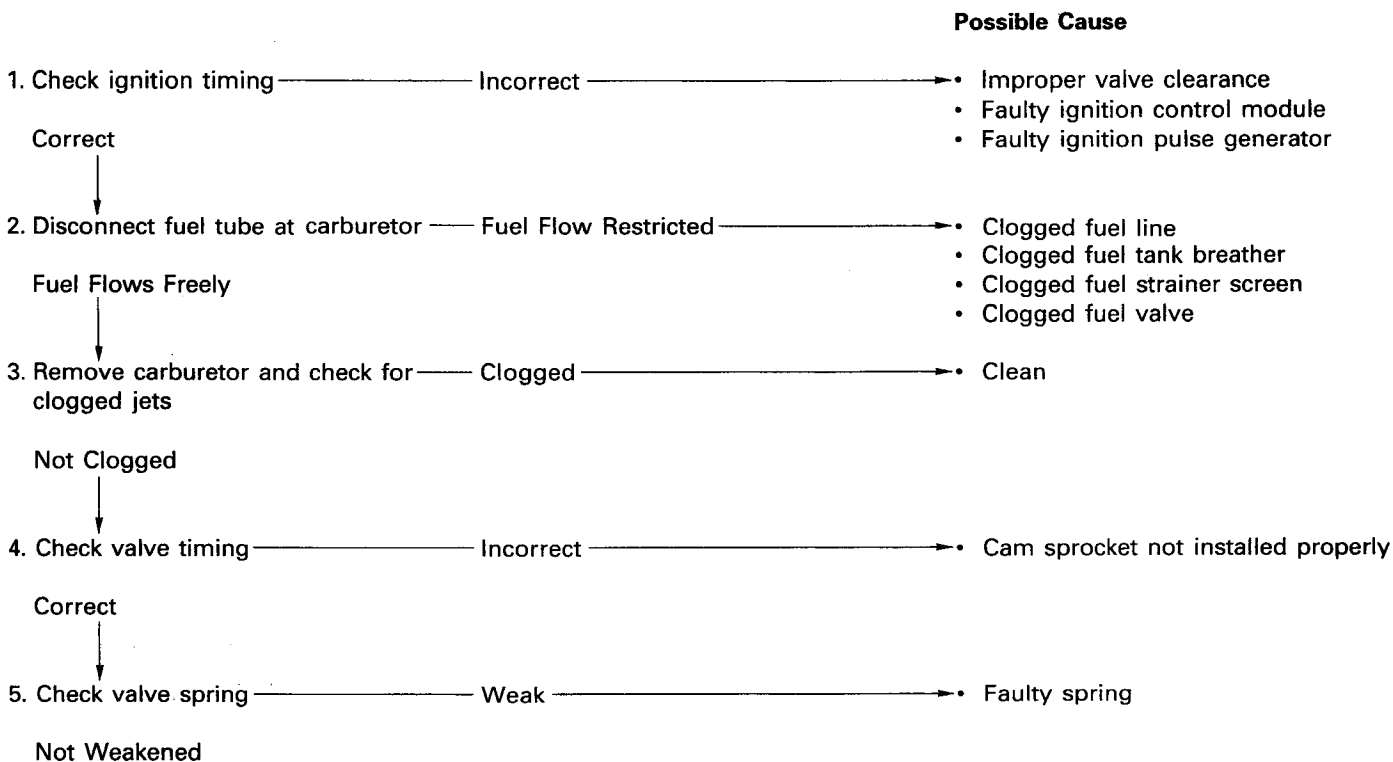 Possible Cause
1. Check ignition timing Incorrect • Improper valve clearance
• Faulty ignition control module
Correct • Faulty ignition pulse generator
2. Disconnect fuel tube at carburetor Fuel Flow Restricted • Clogged fuel line
• Clogged fuel tank breather
Fuel Flows Freely • Clogged fuel strainer screen
• Clogged fuel valve
3. Remove carburetor and check for Clogged • Clean
clogged jets
Not Clogged
4. Check valve timing Incorrect • Cam sprocket not installed properly
Correct
5. Check valve spring Weak • Faulty spring
Not Weakened